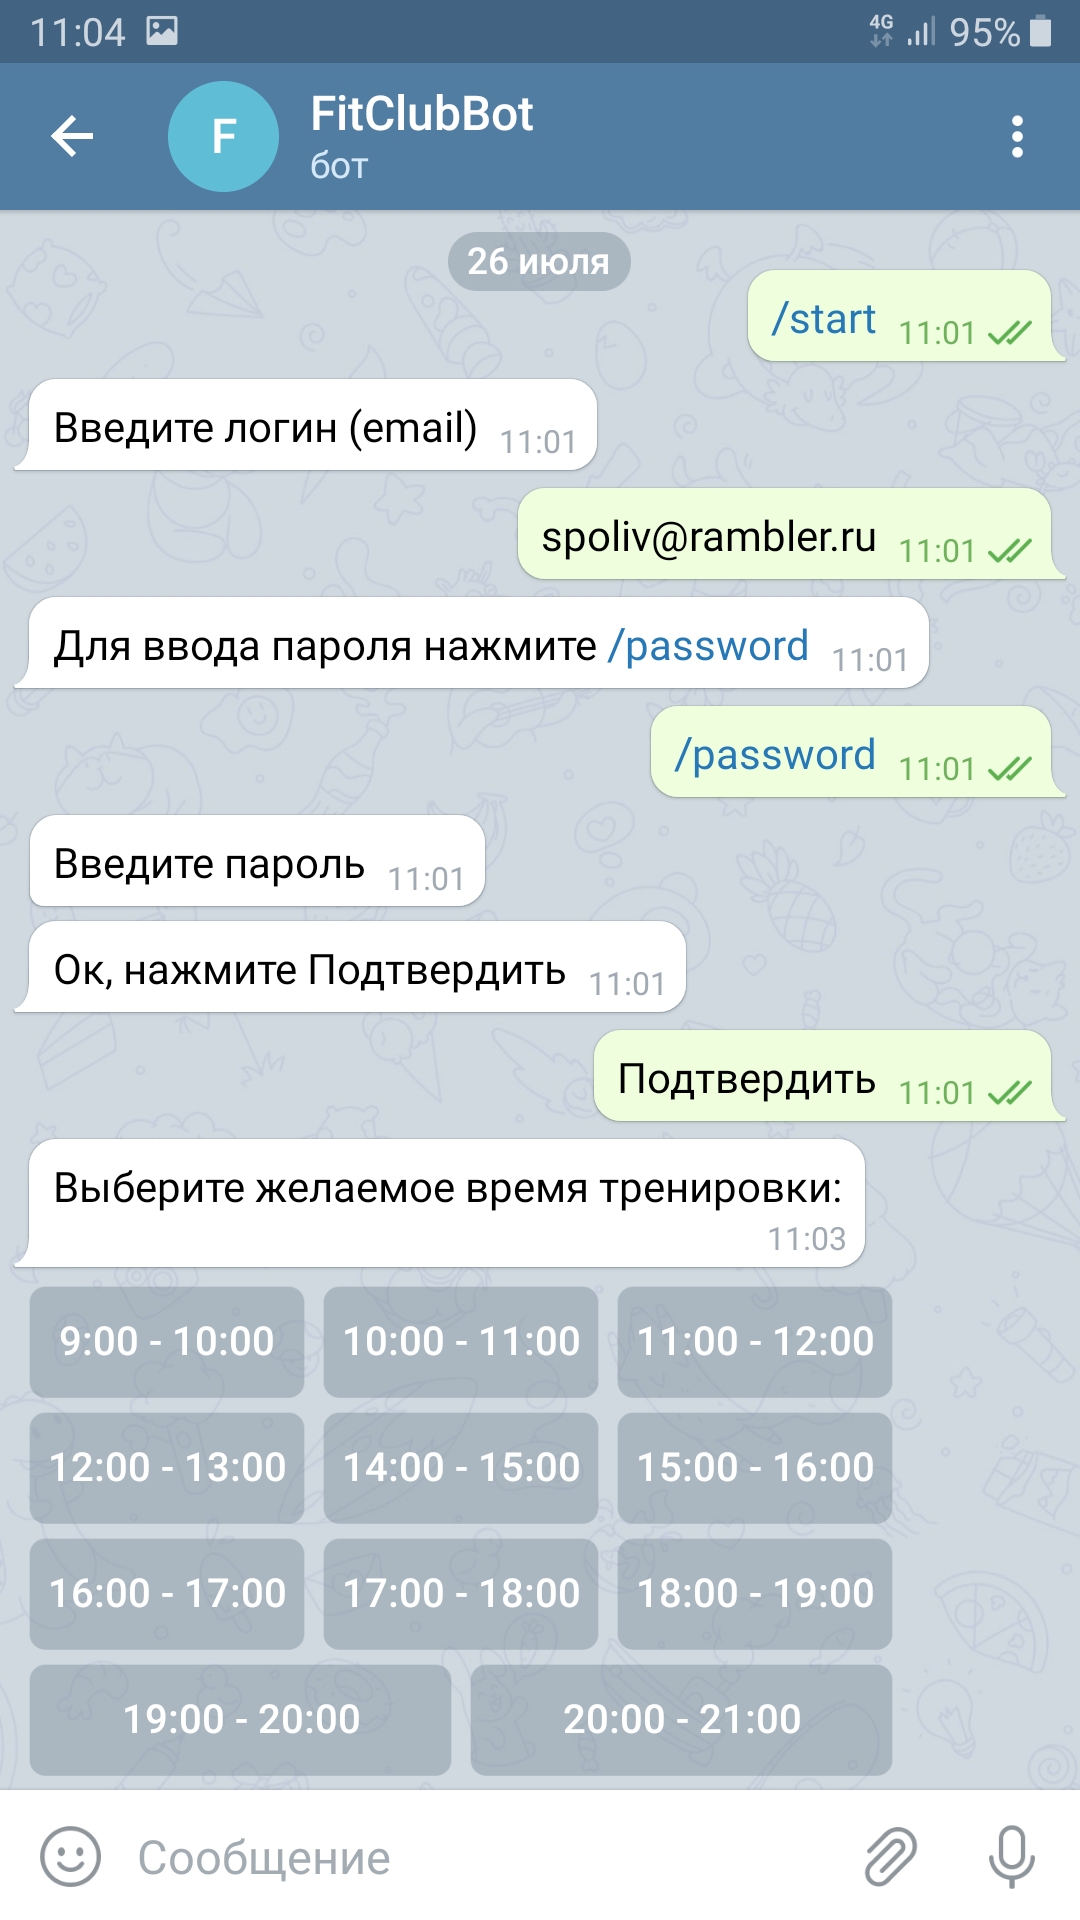 11:04 4G 95%
F
FitClubBot
бот
26 июля
/start 11:01
Введите логин (email) 11:01
spoliv@rambler.ru 11:01
Для ввода пароля нажмите /password 11:01
/password 11:01
Введите пароль 11:01
Ок, нажмите Подтвердить 11:01
Подтвердить 11:01
Выберите желаемое время тренировки:
11:03
9:00 - 10:00 10:00 - 11:00 11:00 - 12:00
12:00 - 13:00 14:00 - 15:00 15:00 - 16:00
16:00 - 17:00 17:00 - 18:00 18:00 - 19:00
19:00 - 20:00 20:00 - 21:00
Сообщение